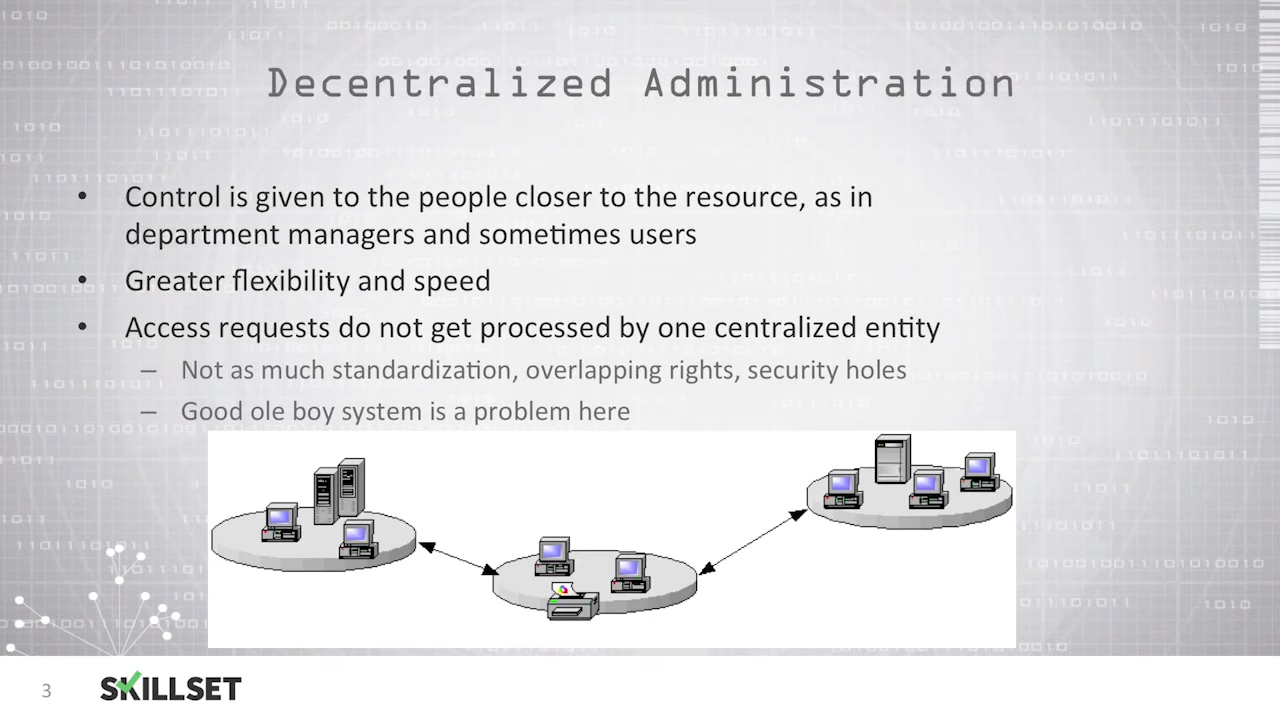 Decentralized Administration
• Control is given to the people closer to the resource, as in
department managers and sometimes users
• Greater flexibility and speed
• Access requests do not get processed by one centralized entity
– Not as much standardization, overlapping rights, security holes
– Good ole boy system is a problem here
3
SKILLSET